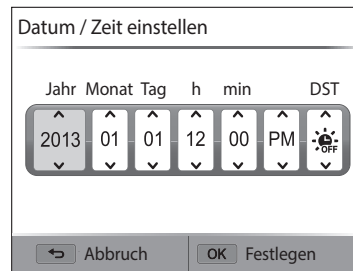 Datum / Zeit einstellen
Jahr Monat Tag h min DST
2013 01 01 12 00 PM OFF
Abbruch OK Festlegen